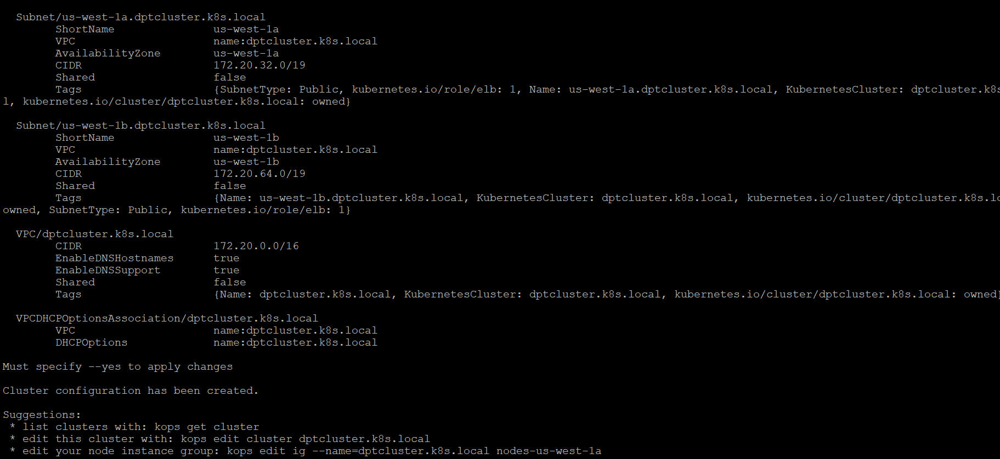 Subnet/us-west-1a.dptcluster.k8s.local
ShortName us-west-1a
VPC name:dptcluster.k8s.local
AvailabilityZone us-west-1a
CIDR 172.20.32.0/19
Shared false
Tags {SubnetType: Public, kubernetes.io/role/elb: 1, Name: us-west-1a.dptcluster.k8s.local, KubernetesCluster: dptcluster.k8s
l, kubernetes.io/cluster/dptcluster.k8s.local: owned}
Subnet/us-west-1b.dptcluster.k8s.local
ShortName us-west-1b
VPC name:dptcluster.k8s.local
AvailabilityZone us-west-1b
CIDR 172.20.64.0/19
Shared false
Tags {Name: us-west-1b.dptcluster.k8s.local, KubernetesCluster: dptcluster.k8s.local, kubernetes.io/cluster/dptcluster.k8s.lo
owned, SubnetType: Public, kubernetes.io/role/elb: 1}
VPC/dptcluster.k8s.local
CIDR 172.20.0.0/16
EnableDNSHostnames true
EnableDNSSupport true
Shared false
Tags {Name: dptcluster.k8s.local, KubernetesCluster: dptcluster.k8s.local, kubernetes.io/cluster/dptcluster.k8s.local: owned}
VPCDHCPOptionsAssociation/dptcluster.k8s.local
VPC name:dptcluster.k8s.local
DHCPOptions name:dptcluster.k8s.local
Must specify --yes to apply changes
Cluster configuration has been created.
Suggestions:
* list clusters with: kops get cluster
* edit this cluster with: kops edit cluster dptcluster.k8s.local
* edit your node instance group: kops edit ig --name=dptcluster.k8s.local nodes-us-west-1a